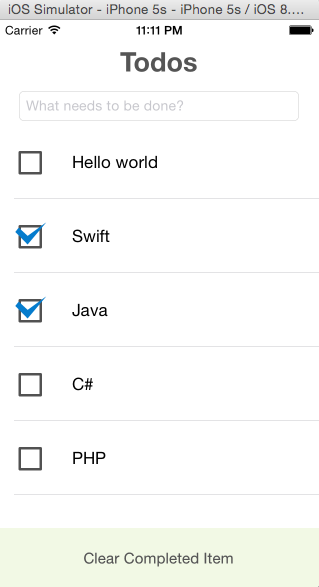 iOS Simulator - iPhone 5s - iPhone 5s / iOS 8....
Carrier 11:11 PM
Todos
What needs to be done?
Hello world
Swift
Java
C#
PHP
Clear Completed Item